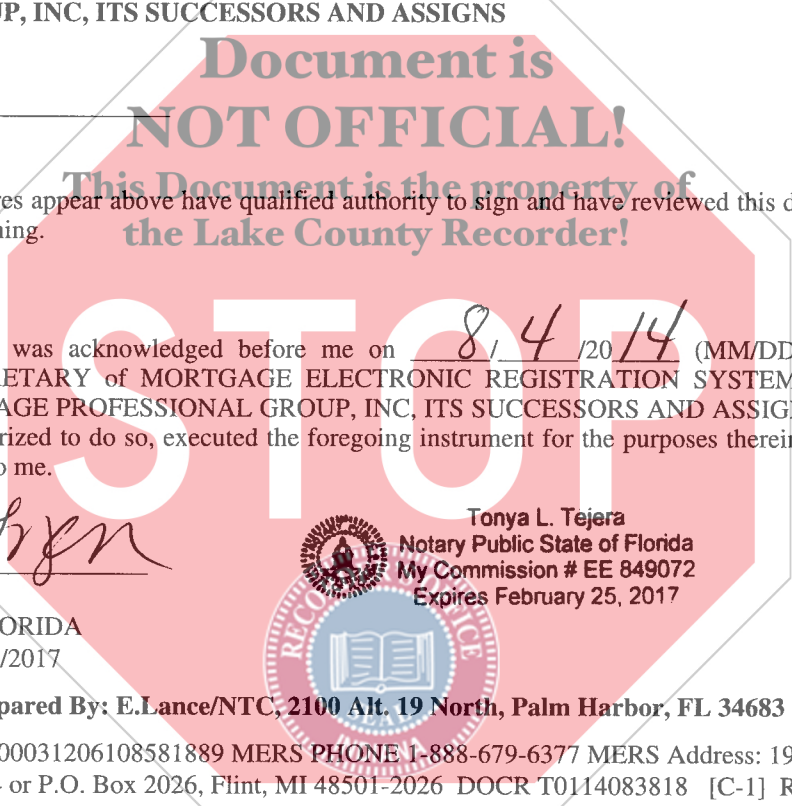 UP, INC, ITS SUCCESSORS AND ASSIGNS
Document is
NOT OFFICIAL!
This Document is the property of
res appear above have qualified authority to sign and have reviewed this d
ning.
the Lake County Recorder!
STOP
was acknowledged before me on 8/4/2014 (MM/DD
RETARY of MORTGAGE ELECTRONIC REGISTRATION SYSTEM
AGE PROFESSIONAL GROUP, INC, ITS SUCCESSORS AND ASSIG
rized to do so, executed the foregoing instrument for the purposes therein
o me.
Tonya L. Tejera
Notary Public State of Florida
My Commission # EE 849072
Expires February 25, 2017
ORIDA
/2017
SEAL
pared By: E.Lance/NTC, 2100 Alt. 19 North, Palm Harbor, FL 34683
00031206108581889 MERS PHONE 1-888-679-6377 MERS Address: 19
or P.O. Box 2026, Flint, MI 48501-2026 DOCR T0114083818 [C-1] R